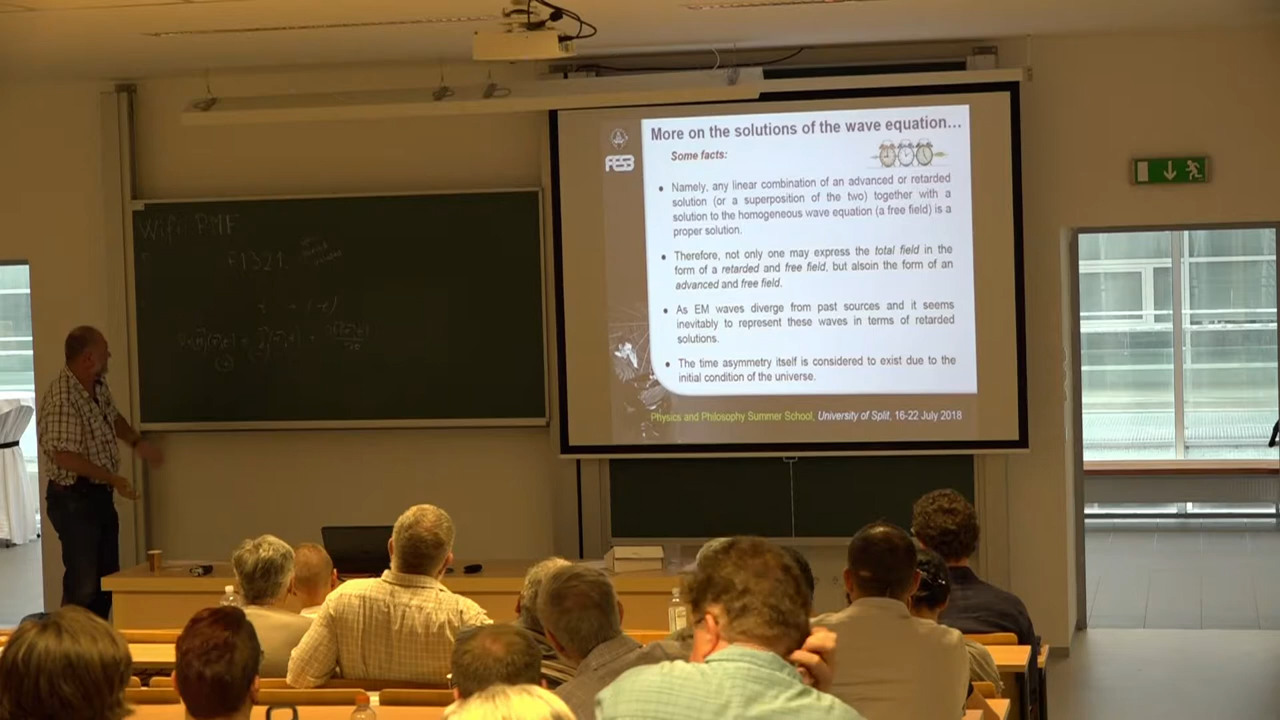 More on the solutions of the wave equation…
FESB
Some facts:
• Namely, any linear combination of an advanced or retarded
solution (or a superposition of the two) together with a
solution to the homogeneous wave equation (a free field) is a
proper solution.
• Therefore, not only one may express the total field in the
form of a retarded and free field, but alsoin the form of an
advanced and free field.
• As EM waves diverge from past sources and it seems
inevitably to represent these waves in terms of retarded
solutions.
• The time asymmetry itself is considered to exist due to the
initial condition of the universe.
Physics and Philosophy Summer School, University of Split, 16-22 July 2018
PMF